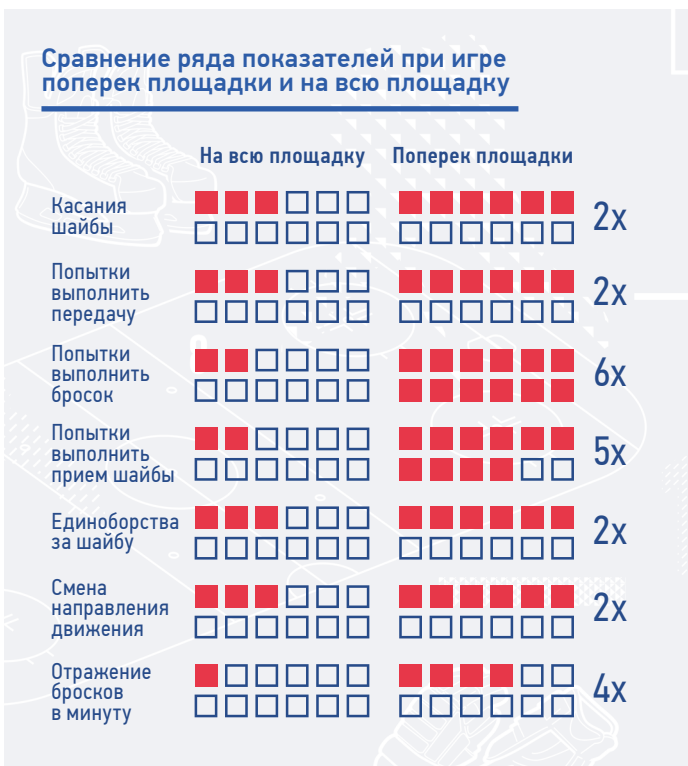 Сравнение ряда показателей при игре
поперек площадки и на всю площадку
На всю площадку Поперек площадки
Касания
шайбы
2x
Попытки
выполнить
передачу
2x
Попытки
выполнить
бросок
6x
Попытки
выполнить
прием шайбы
5x
Единоборства
за шайбу
2x
Смена
направления
движения
2x
Отражение
бросков
в минуту
4x